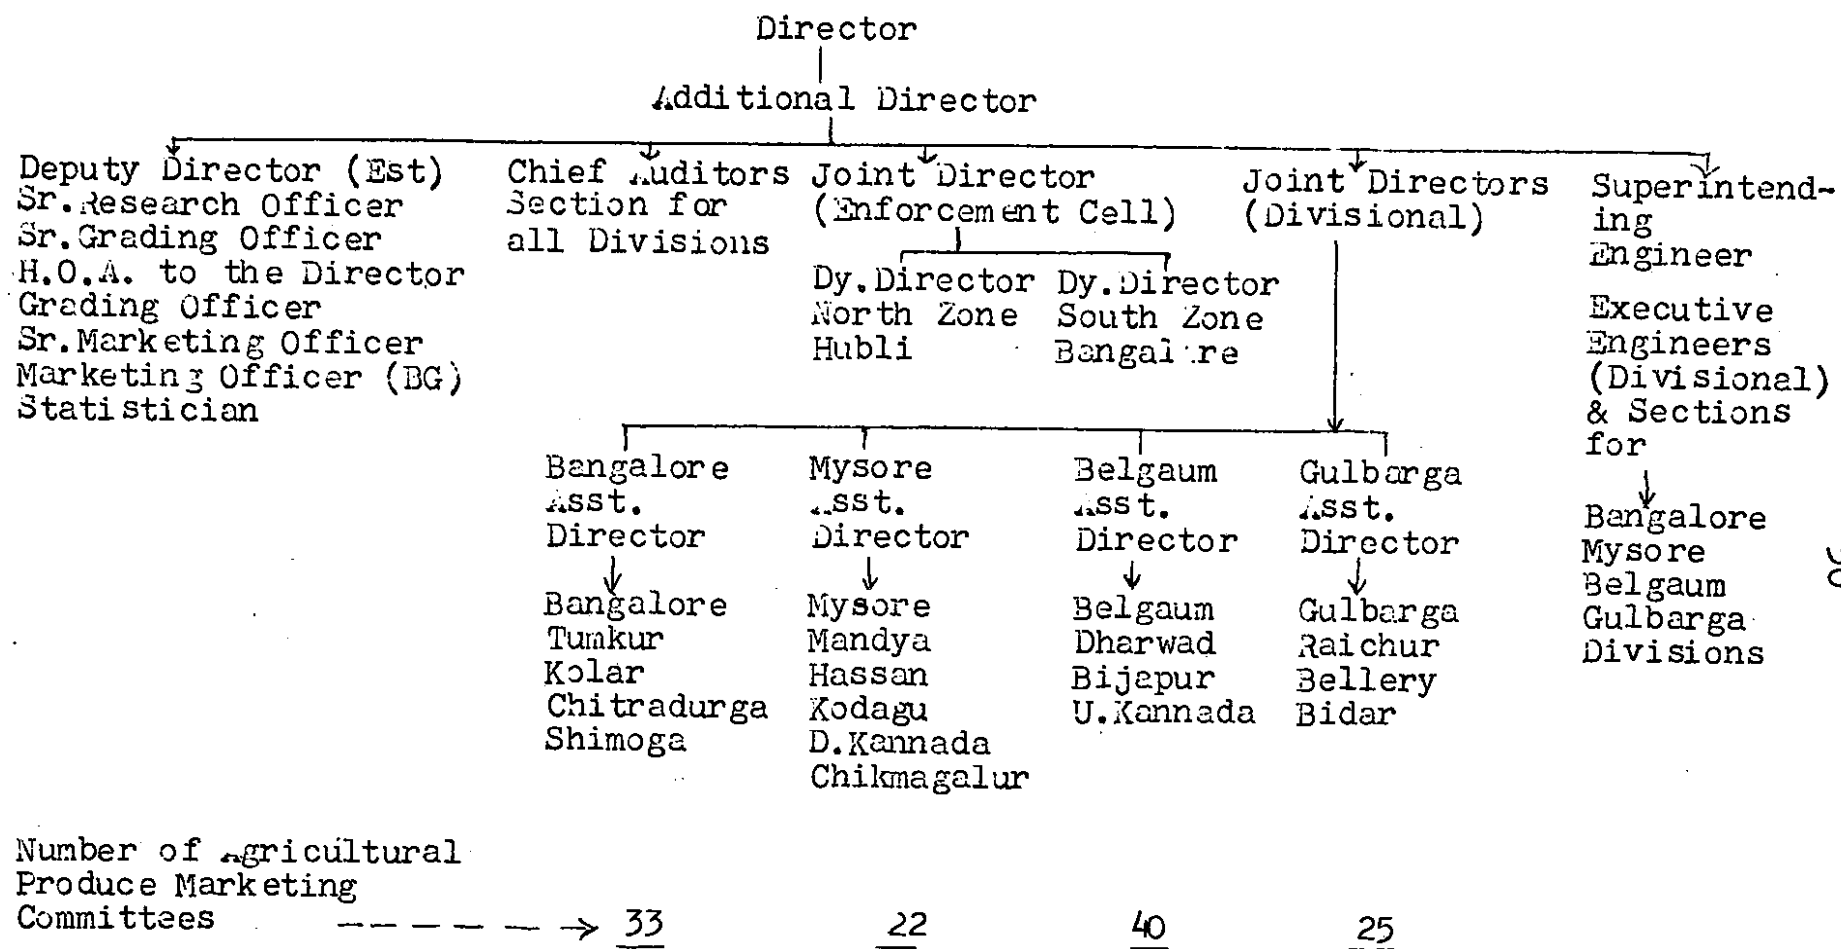 Director
Additional Director
Deputy Director (Est)
Sr.Research Officer
Sr.Grading Officer
H.O.A. to the Director
Grading Officer
Sr.Marketing Officer
Marketing Officer (BG)
Statistician
Chief Auditors
Section for
all Divisions
Joint Director
(Enforcement Cell)
Dy.Director
North Zone
Hubli
Dy.Director
South Zone
Bangalore
Joint Directors
(Divisional)
Superintend-
ing
Engineer
Executive
Engineers
(Divisional)
& Sections
for
Bangalore
Mysore
Belgaum
Gulbarga
Divisions
Bangalore
Asst.
Director
Bangalore
Tumkur
Kolar
Chitradurga
Shimoga
Mysore
Asst.
Director
Mysore
Mandya
Hassan
Kodagu
D.Kannada
Chikmagalur
Belgaum
Asst.
Director
Belgaum
Dharwad
Bijapur
U.Kannada
Gulbarga
Asst.
Director
Gulbarga
Raichur
Bellery
Bidar
Number of Agricultural
Produce Marketing
Committees 33 22 40 25